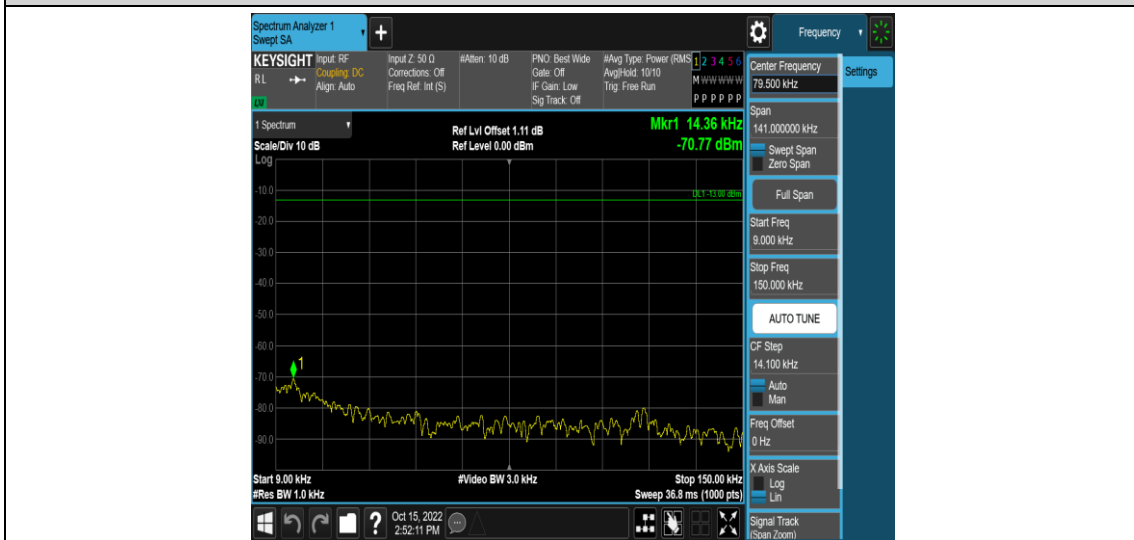 Spectrum Analyzer 1
Swept SA
+
Frequency
KEYSIGHT
RL
LNI
Input: RF
Coupling: DC
Align: Auto
Input Z: 50 Ω
Corrections: Off
Freq Ref: Int (S)
#Atten: 10 dB
PNO: Best Wide
Gate: Off
IF Gain: Low
Sig Track: Off
#Avg Type: Power (RMS
Avg|Hold: 10/10
Trig: Free Run
1 2 3 4 5 6
M W W W W W
P P P P P P
1 Spectrum
Scale/Div 10 dB
Ref Lvl Offset 1.11 dB
Ref Level 0.00 dBm
Mkr1 14.36 kHz
-70.77 dBm
Log
DL1 -13.00 dBm
-10.0
-20.0
-30.0
-40.0
-50.0
-60.0
-70.0
-80.0
-90.0
1
Start 9.00 kHz
#Res BW 1.0 kHz
#Video BW 3.0 kHz
Stop 150.00 kHz
Sweep 36.8 ms (1000 pts)
Center Frequency
79.500 kHz
Settings
Span
141.000000 kHz
Swept Span
Zero Span
Full Span
Start Freq
9.000 kHz
Stop Freq
150.000 kHz
AUTO TUNE
CF Step
14.100 kHz
Auto
Man
Freq Offset
0 Hz
X Axis Scale
Log
Lin
Signal Track
(Span Zoom)
?
Oct 15, 2022
2:52:11 PM